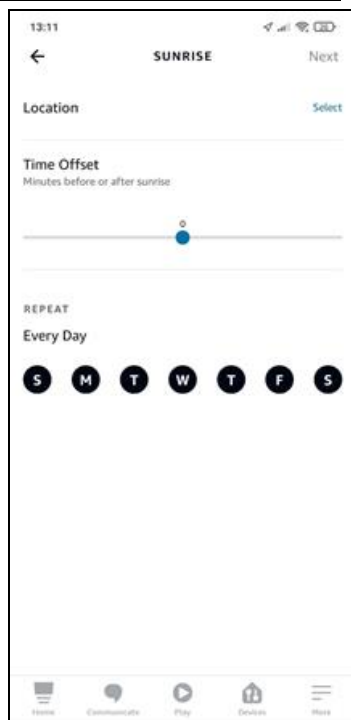 13:11
SUNRISE Next
Location Select
Time Offset
Minutes before or after sunrise
0
REPEAT
Every Day
S M T W T F S
Home Communicate Play Devices More